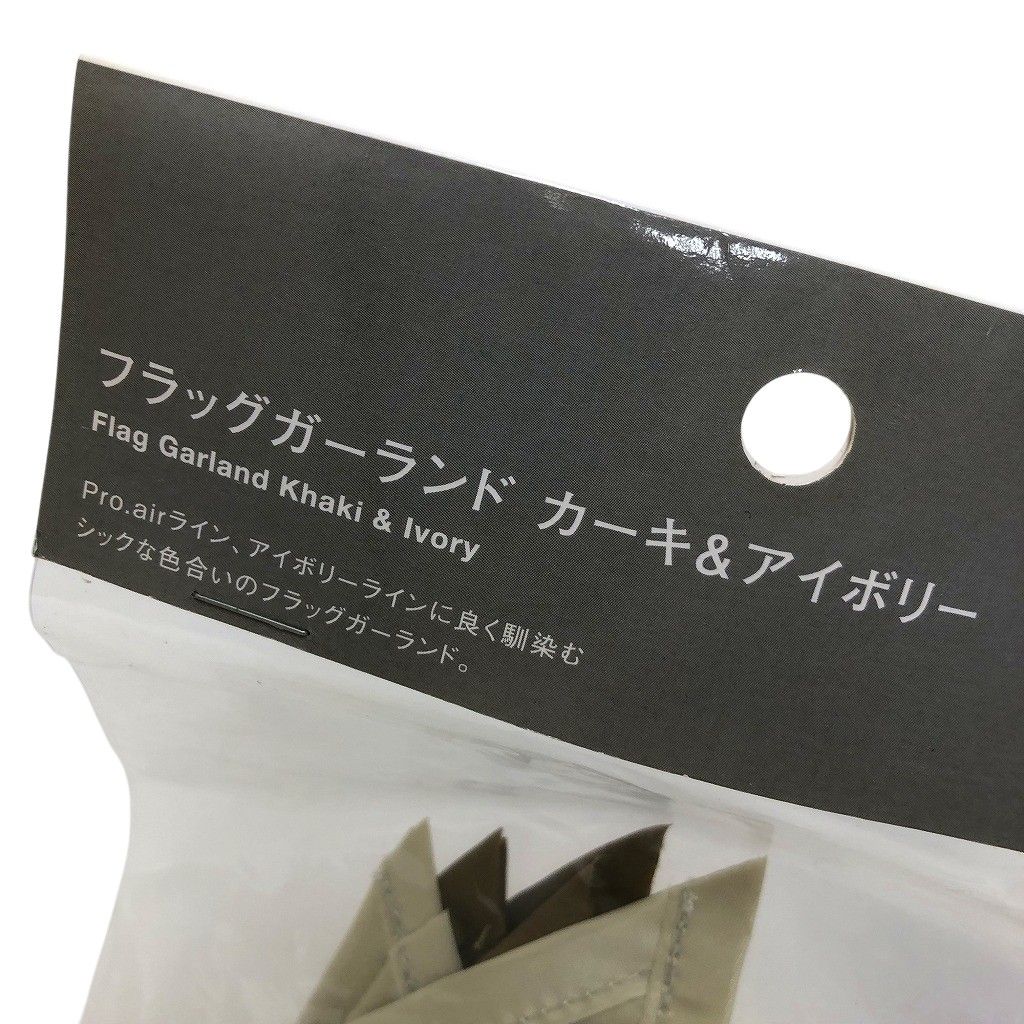 フラッグガーランド カーキ&アイボリー
Flag Garland Khaki & Ivory
Pro.airライン、アイボリーラインに良く馴染む
シックな色合いのフラッグガーランド。